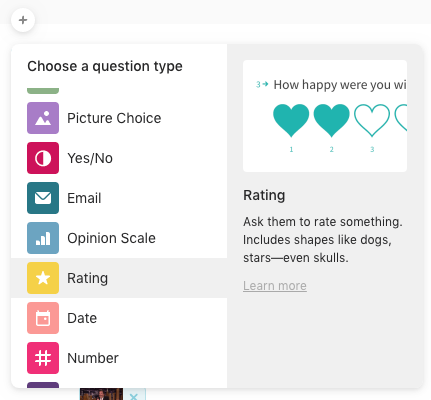 Choose a question type
Picture Choice
Yes/No
Email
Opinion Scale
Rating
Date
Number
3 → How happy were you wi
1 2 3
Rating
Ask them to rate something.
Includes shapes like dogs,
stars—even skulls.
Learn more